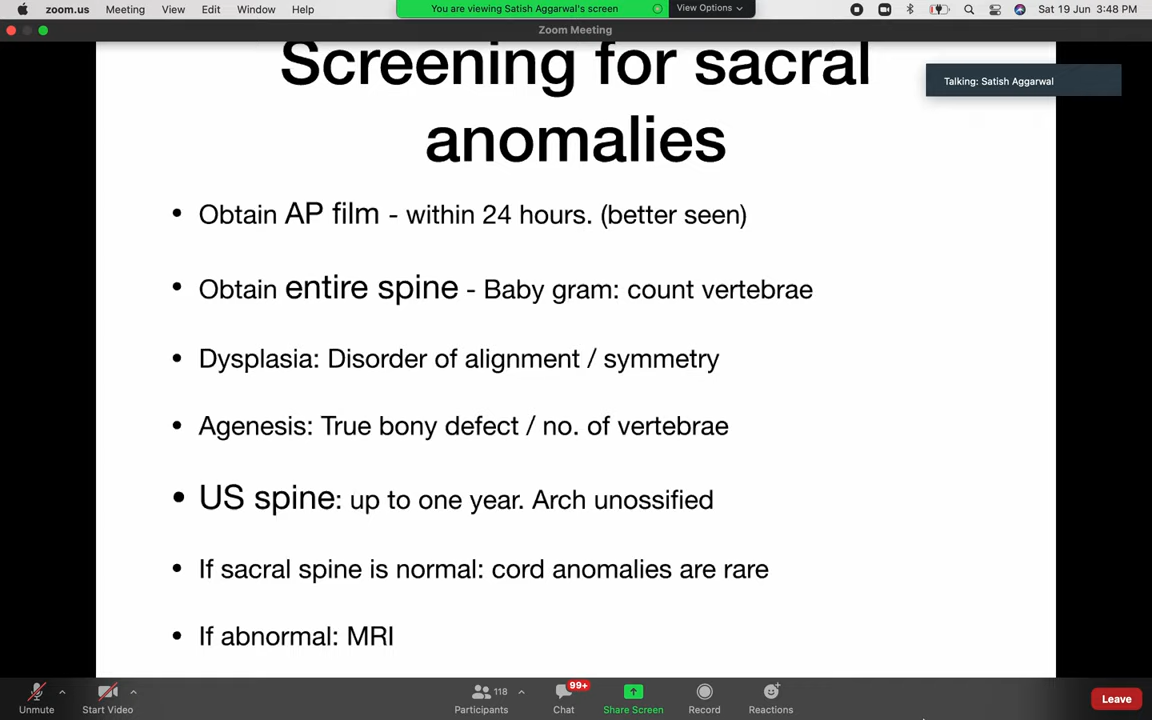 zoom.us Meeting View Edit Window Help
You are viewing Satish Aggarwal's screen View Options
Sat 19 Jun 3:48 PM
Zoom Meeting
Talking: Satish Aggarwal
Screening for sacral
anomalies
• Obtain AP film - within 24 hours. (better seen)
• Obtain entire spine - Baby gram: count vertebrae
• Dysplasia: Disorder of alignment / symmetry
• Agenesis: True bony defect / no. of vertebrae
• US spine: up to one year. Arch unossified
• If sacral spine is normal: cord anomalies are rare
• If abnormal: MRI
118 99+
Unmute Start Video Participants Chat Share Screen Record Reactions Leave